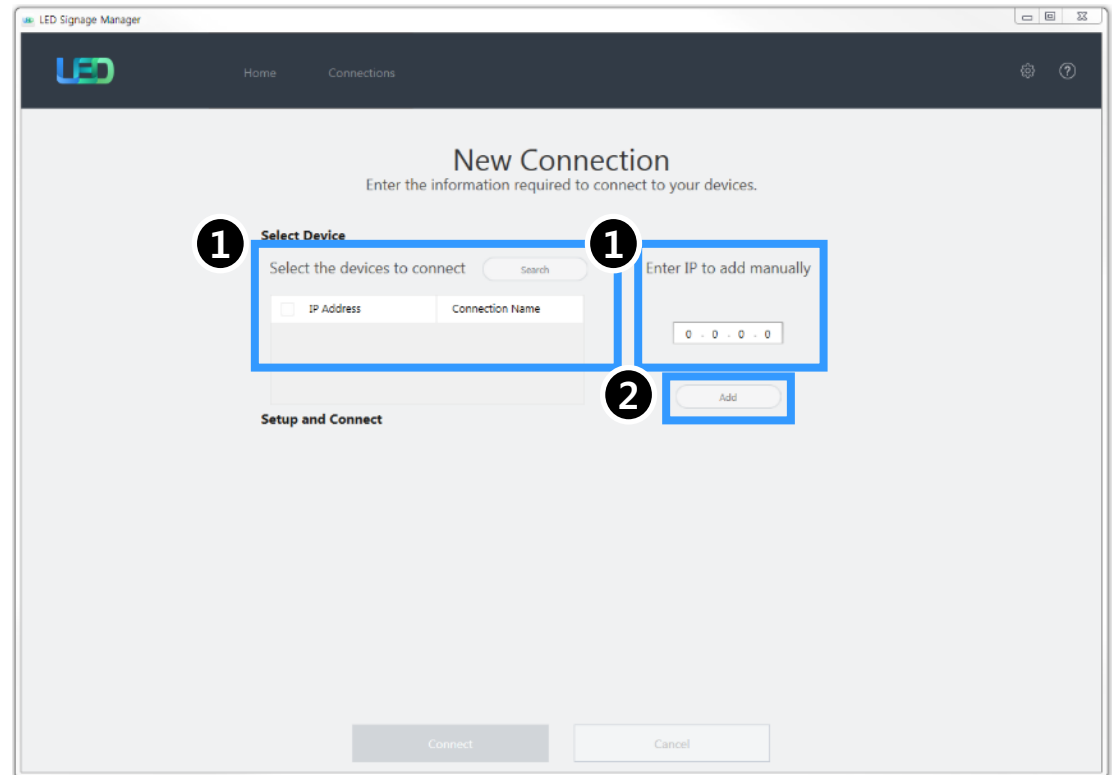 LED Signage Manager
LED
Home Connections
New Connection
Enter the information required to connect to your devices.
Select Device
1
1
Select the devices to connect
Search
Enter IP to add manually
IP Address
Connection Name
0 . 0 . 0 . 0
2
Add
Setup and Connect
Connect
Cancel